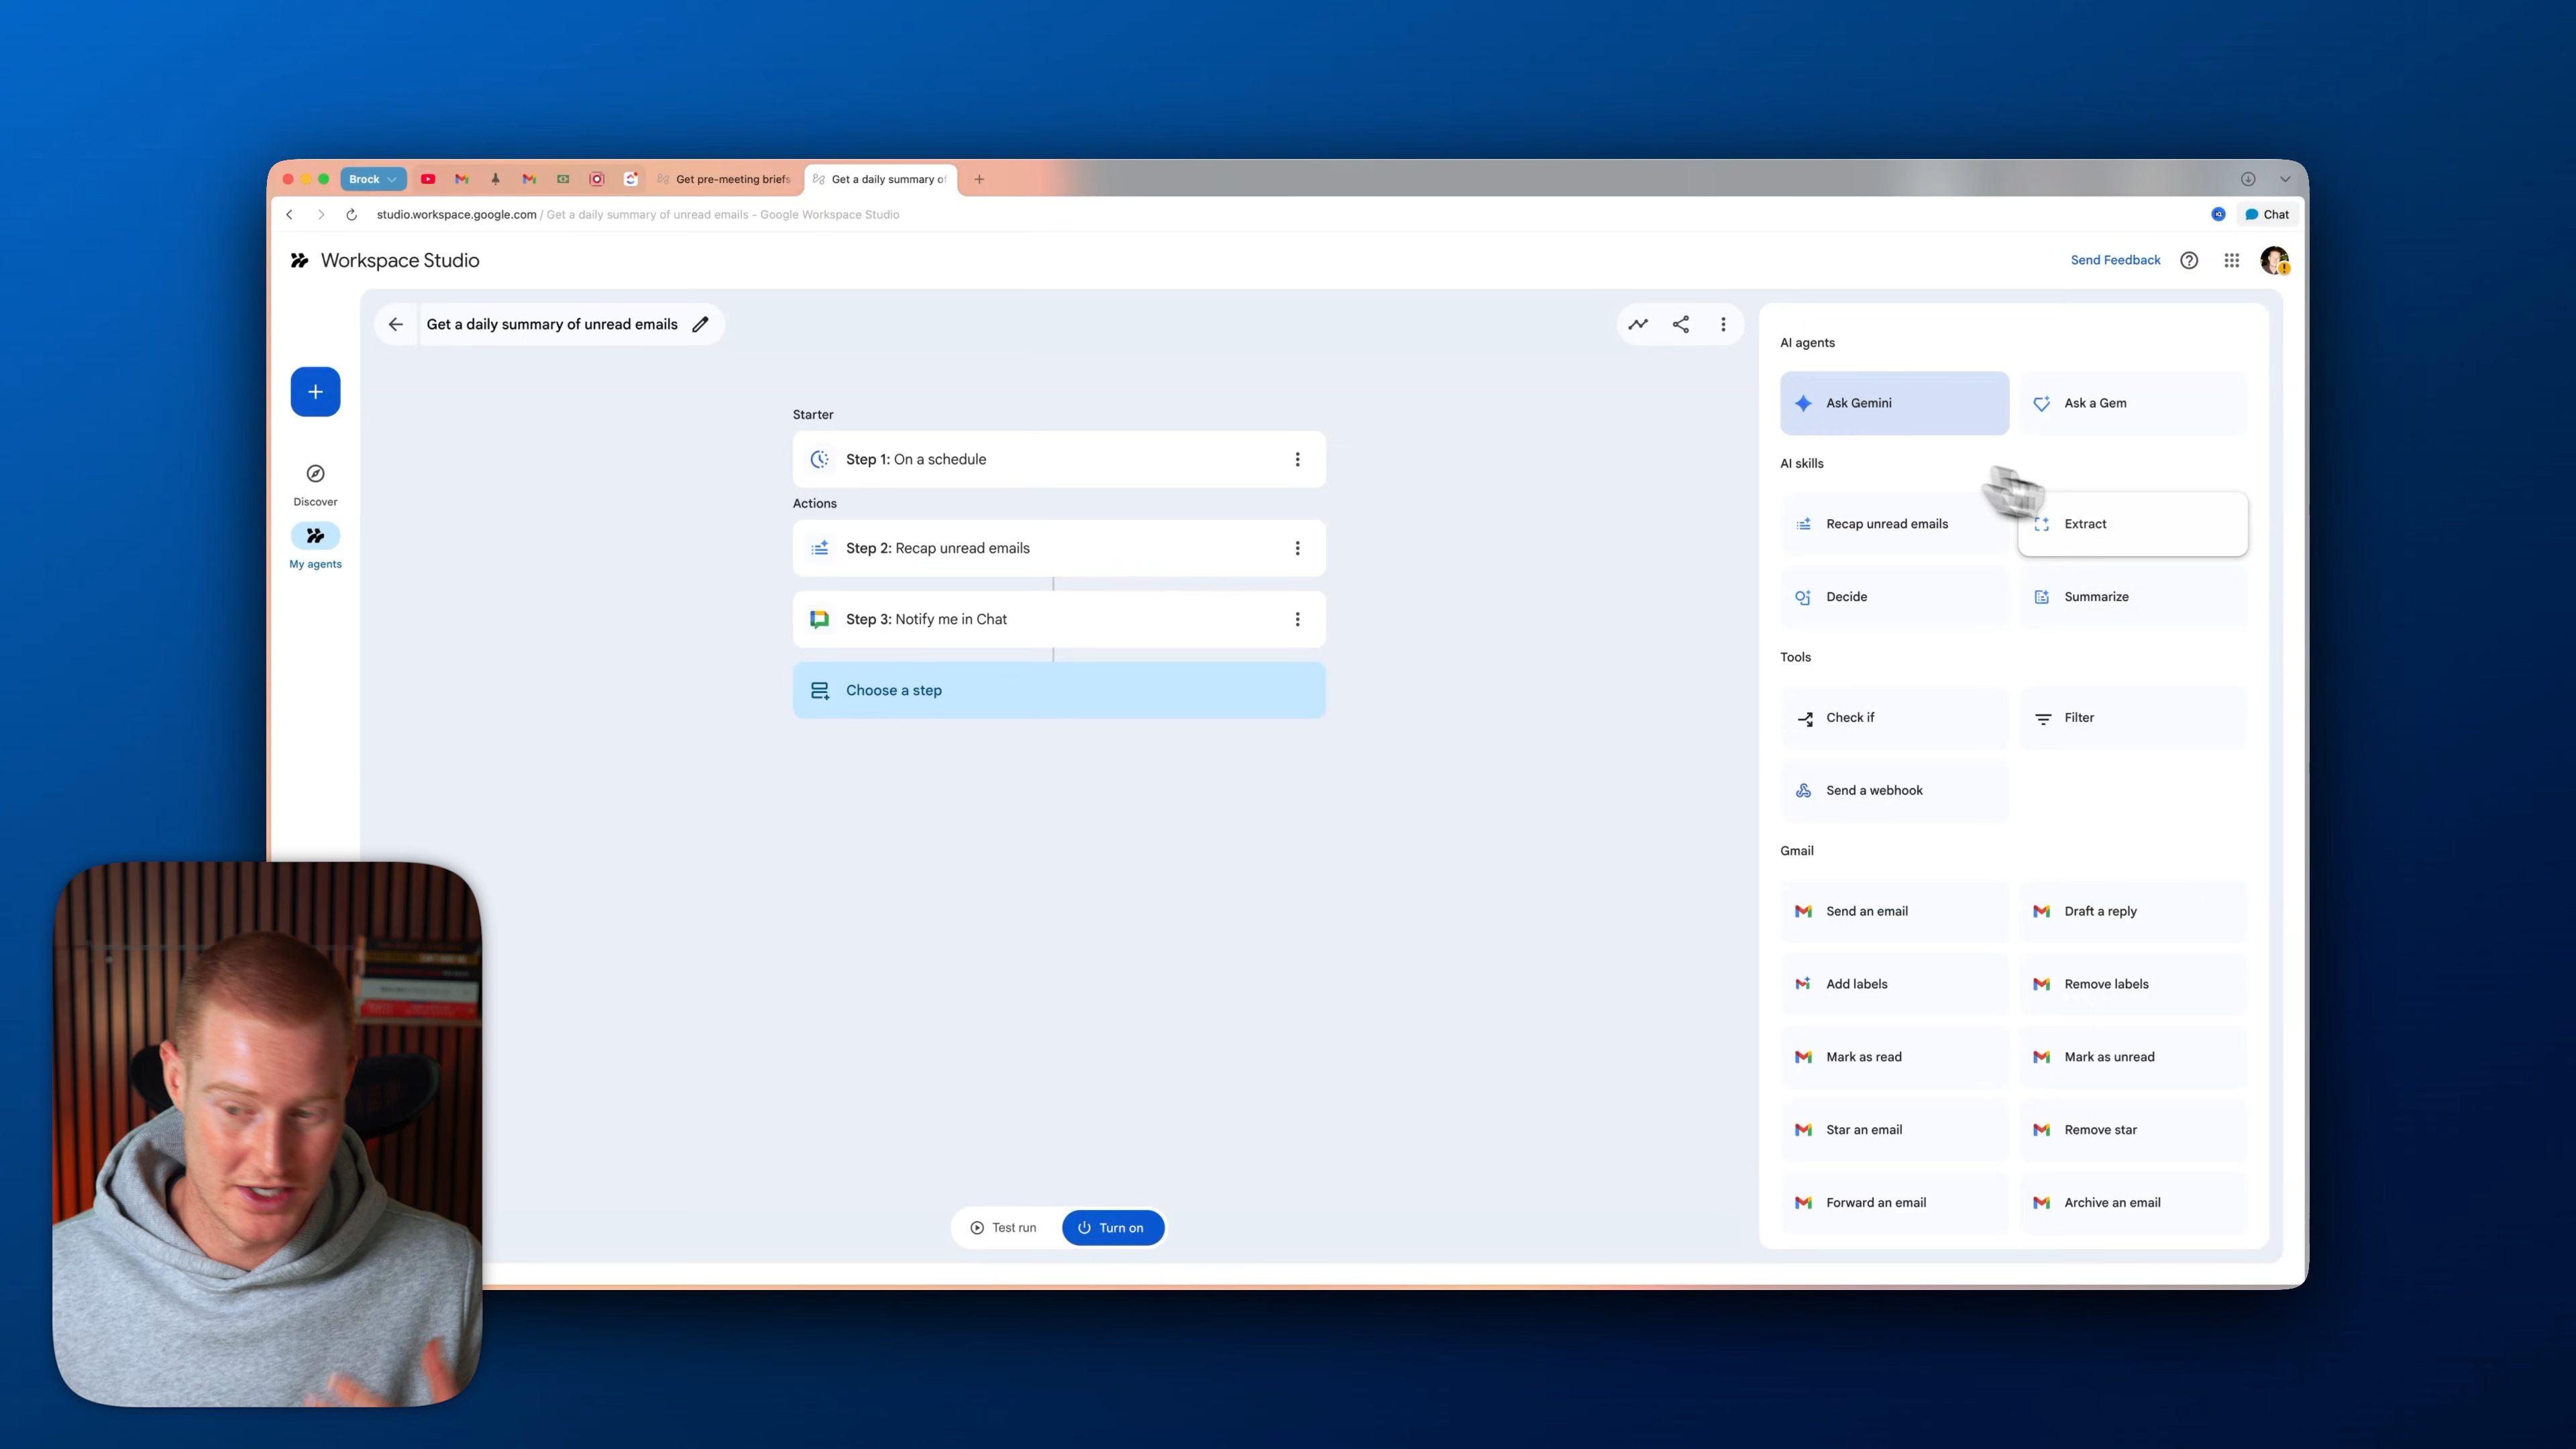 Brock
Get pre-meeting briefs
Get a daily summary of
studio.workspace.google.com / Get a daily summary of unread emails - Google Workspace Studio
Chat
Workspace Studio
Send Feedback
Get a daily summary of unread emails
Discover
My agents
Starter
Step 1: On a schedule
Actions
Step 2: Recap unread emails
Step 3: Notify me in Chat
Choose a step
Test run
Turn on
AI agents
Ask Gemini
Ask a Gem
AI skills
Recap unread emails
Extract
Decide
Summarize
Tools
Check if
Filter
Send a webhook
Gmail
Send an email
Draft a reply
Add labels
Remove labels
Mark as read
Mark as unread
Star an email
Remove star
Forward an email
Archive an email